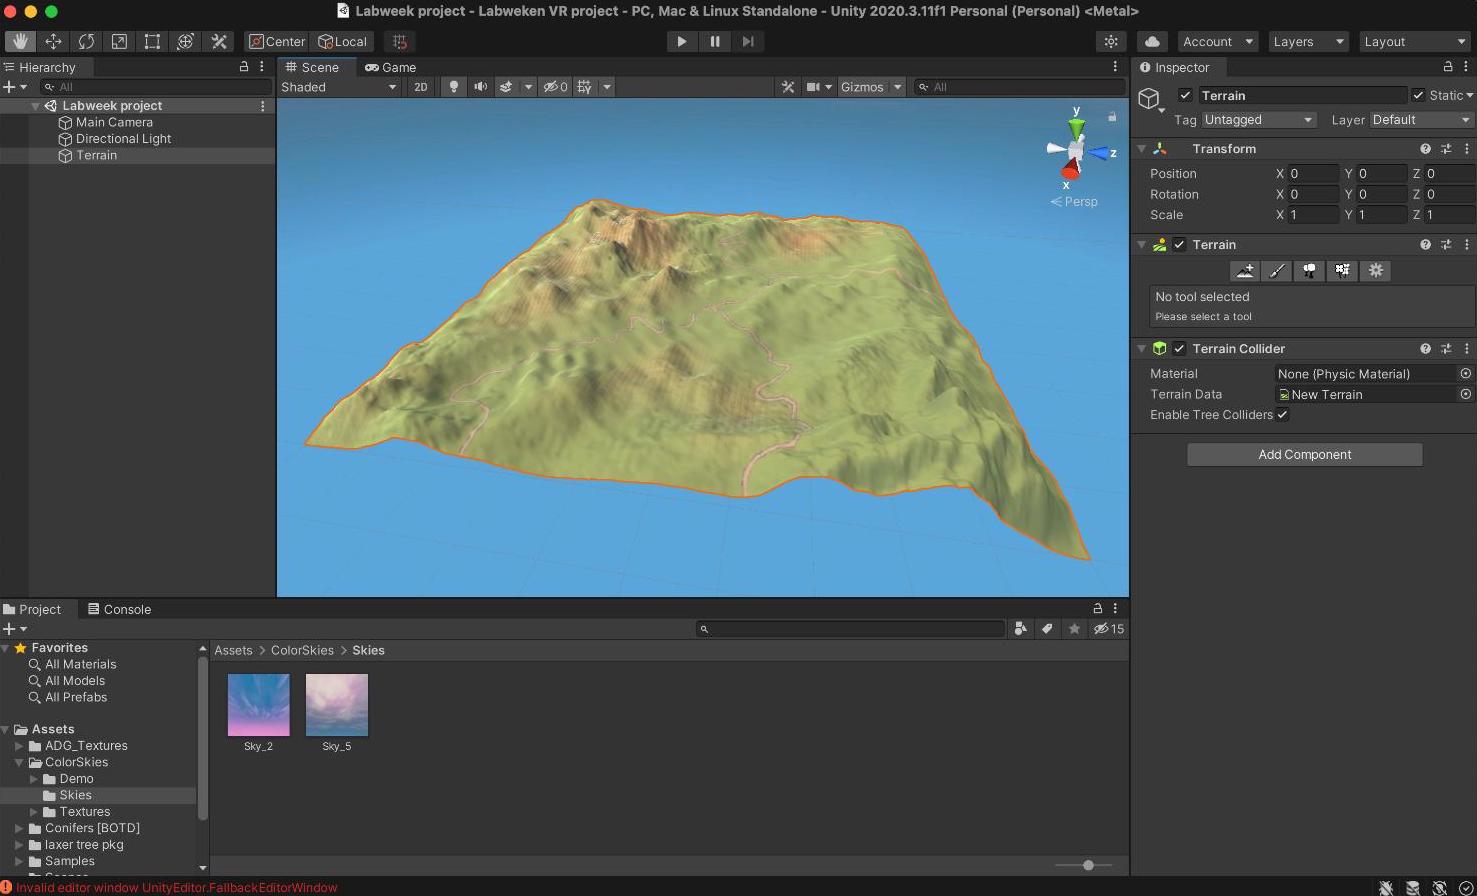 Labweek project - Labweken VR project - PC, Mac & Linux Standalone - Unity 2020.3.11f1 Personal (Personal) <Metal>
Center Local Account Layers Layout
Hierarchy
All
Labweek project
Main Camera
Directional Light
Terrain
Scene Game
Shaded 2D 0 Gizmos All
y
z
x
Persp
Inspector
Terrain Static
Tag Untagged Layer Default
Transform
Position X 0 Y 0 Z 0
Rotation X 0 Y 0 Z 0
Scale X 1 Y 1 Z 1
Terrain
No tool selected
Please select a tool
Terrain Collider
Material None (Physic Material)
Terrain Data New Terrain
Enable Tree Colliders
Add Component
Project Console
15
Favorites
All Materials
All Models
All Prefabs
Assets
ADG_Textures
ColorSkies
Demo
Skies
Textures
Conifers [BOTD]
laxer tree pkg
Samples
Assets > ColorSkies > Skies
Sky_2 Sky_5
Invalid editor window UnityEditor.FallbackEditorWindow